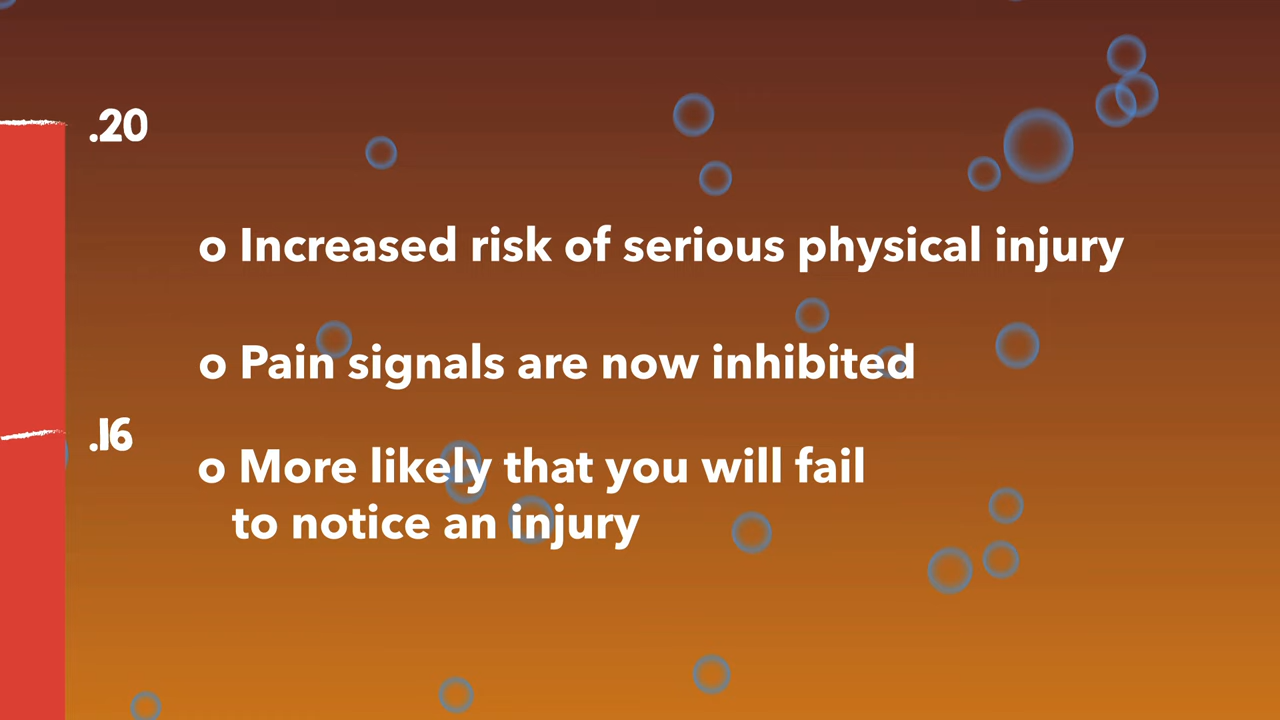 .20
o Increased risk of serious physical injury
o Pain signals are now inhibited
.16
o More likely that you will fail
to notice an injury